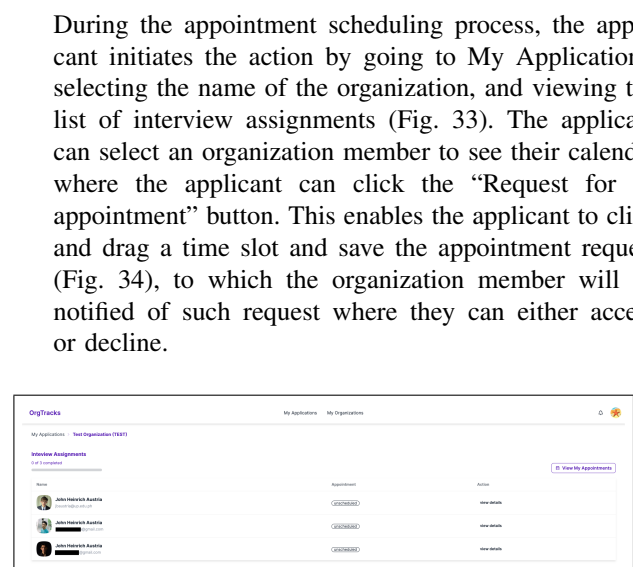 During the appointment scheduling process, the app
cant initiates the action by going to My Application
selecting the name of the organization, and viewing t
list of interview assignments (Fig. 33). The applica
can select an organization member to see their calend
where the applicant can click the “Request for
appointment” button. This enables the applicant to cli
and drag a time slot and save the appointment reque
(Fig. 34), to which the organization member will
notified of such request where they can either acce
or decline.
OrgTracks
My Applications My Organizations
My Applications Test Organization (TEXT)
Inteview Assignments
0 of 3 completed
View My Appointments
Name Appointment Action
John Heinrich Austria
unscheduled view details
John Heinrich Austria
@gmail.com
unscheduled view details
John Heinrich Austria
@gmail.com
unscheduled view details